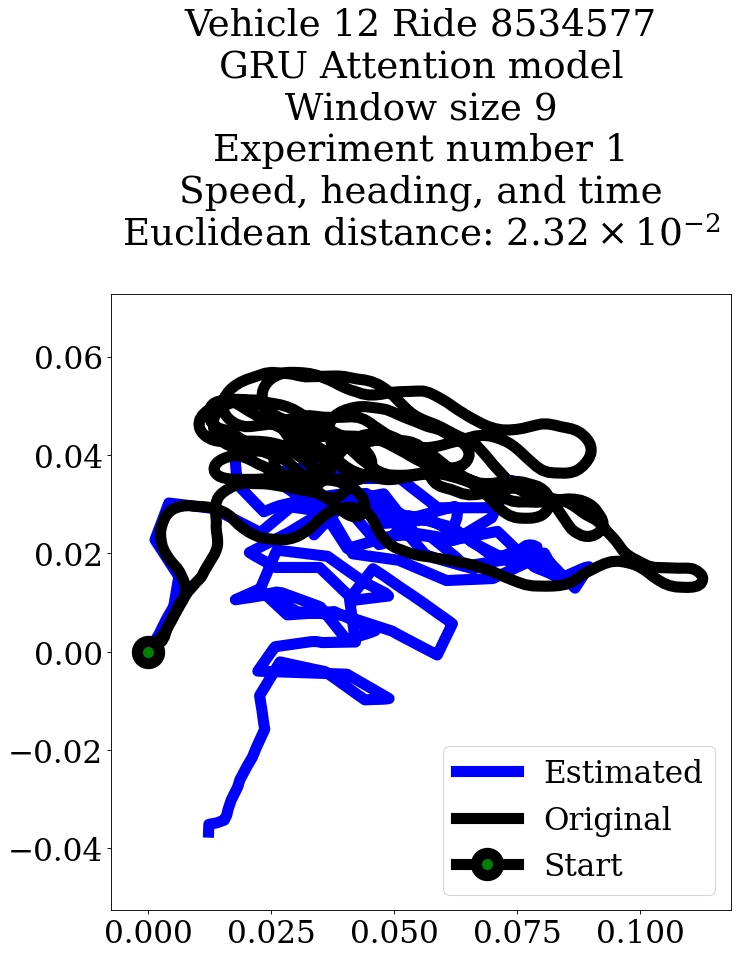 Vehicle 12 Ride 8534577
GRU Attention model
Window size 9
Experiment number 1
Speed, heading, and time
Euclidean distance: 2.32 × 10⁻²
0.06
0.04
0.02
0.00
−0.02
−0.04
Estimated
Original
Start
0.000 0.025 0.050 0.075 0.100